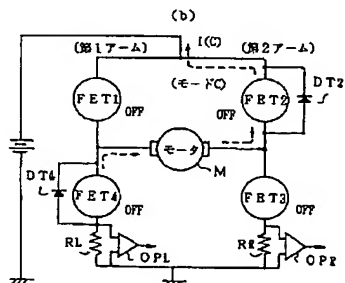 (b)
(第1アーム) I(C) (第2アーム)
(モードC)
DT2
FET1 FET2
OFF OFF
モータ
M
DT4
FET4 FET3
OFF OFF
RL RR
OPL OPR